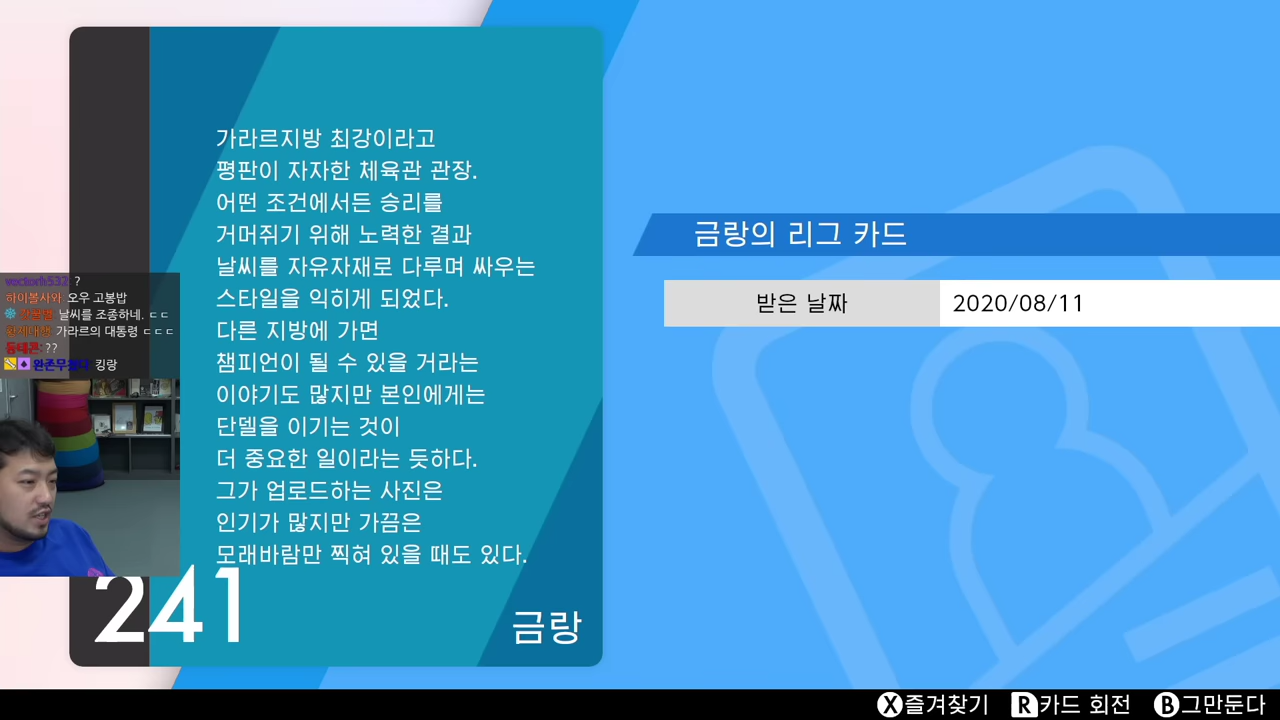 가라르지방 최강이라고
평판이 자자한 체육관 관장.
어떤 조건에서든 승리를
거머쥐기 위해 노력한 결과
날씨를 자유자재로 다루며 싸우는
스타일을 익히게 되었다.
다른 지방에 가면
챔피언이 될 수 있을 거라는
이야기도 많지만 본인에게는
단델을 이기는 것이
더 중요한 일이라는 듯하다.
그가 업로드하는 사진은
인기가 많지만 가끔은
모래바람만 찍혀 있을 때도 있다.
241
금랑
금랑의 리그 카드
받은 날짜 2020/08/11
?
하이볼사와 오우 고봉밥
날씨를 조종하네. ㄷㄷ
가라르의 대통령 ㄷㄷㄷ
??
킹랑
X즐겨찾기 R카드 회전 B그만둔다